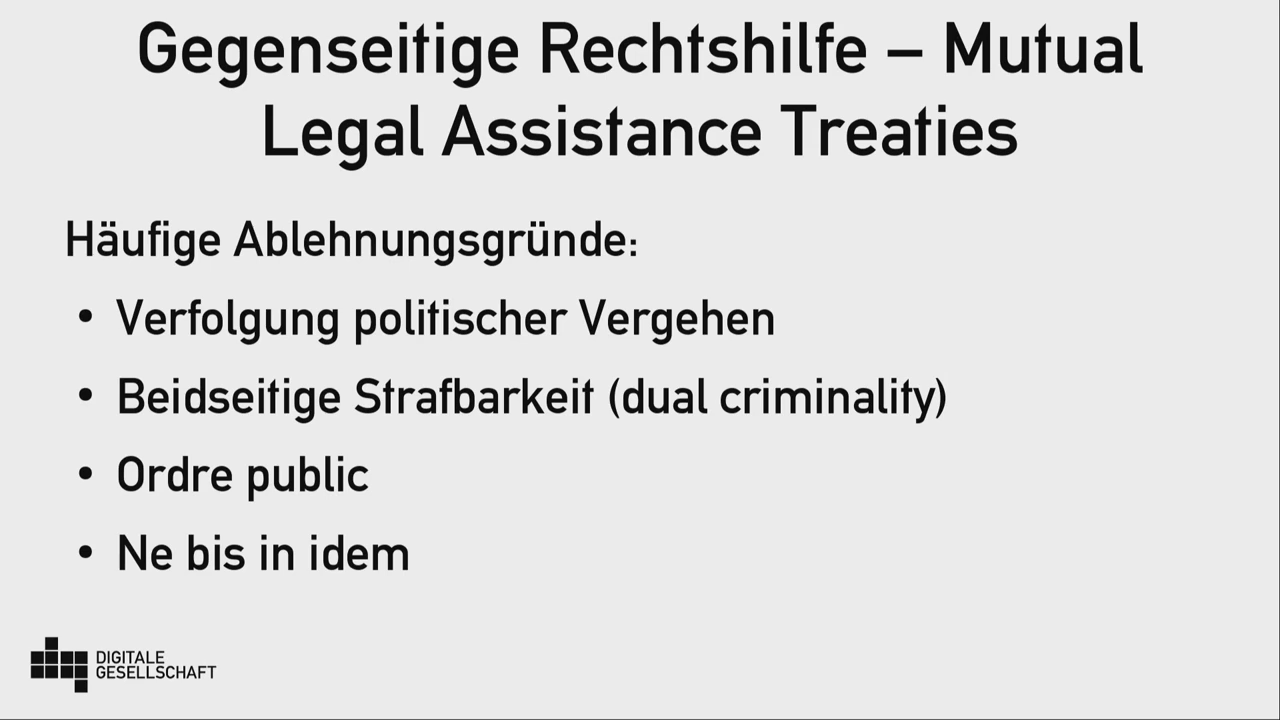 Gegenseitige Rechtshilfe – Mutual
Legal Assistance Treaties
Häufige Ablehnungsgründe:
• Verfolgung politischer Vergehen
• Beidseitige Strafbarkeit (dual criminality)
• Ordre public
• Ne bis in idem
DIGITALE
GESELLSCHAFT